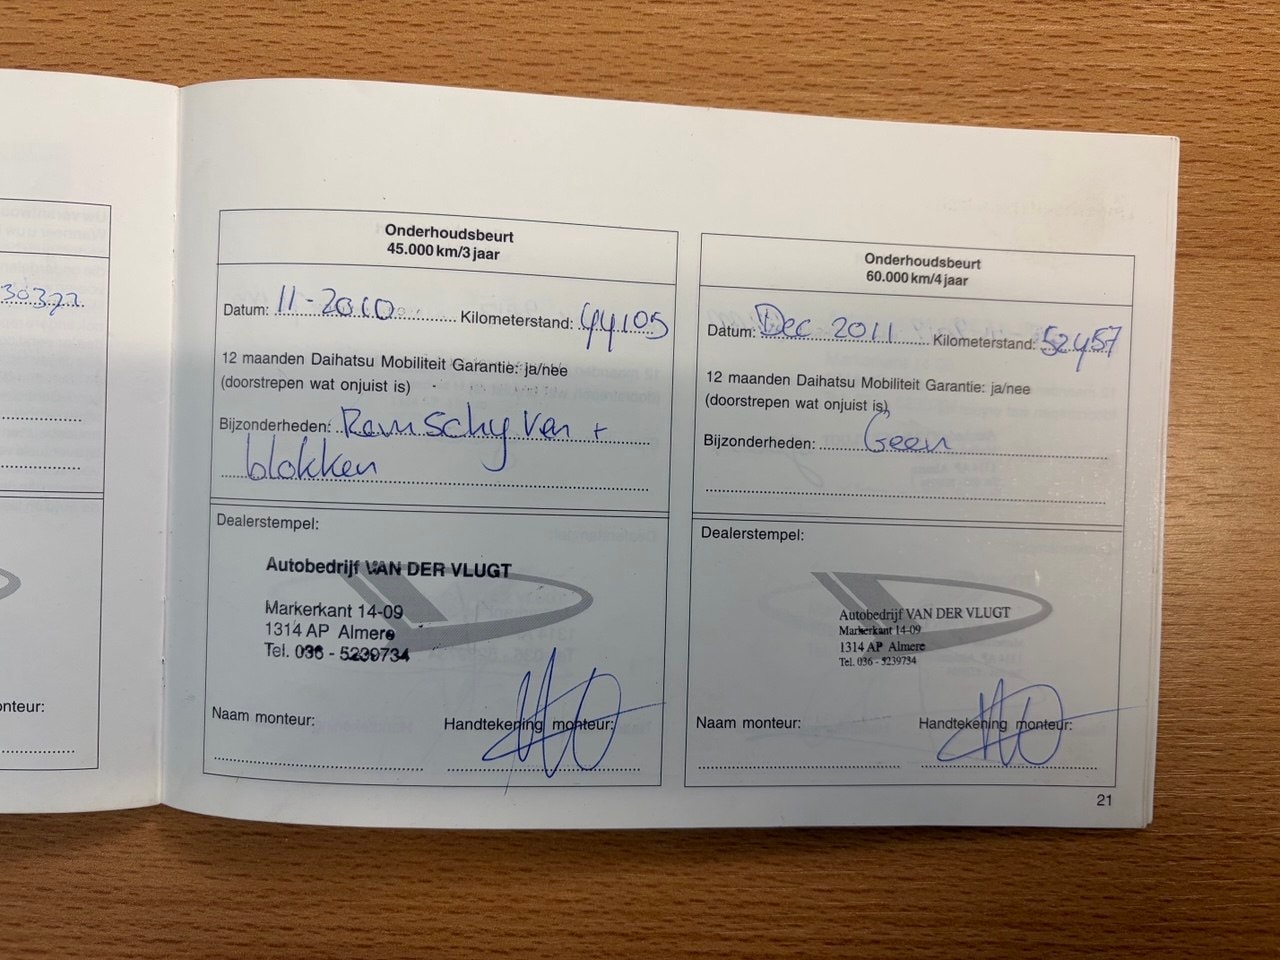 30322
onteur:
Onderhoudsbeurt
45.000 km/3 jaar
Datum: 11-2010 Kilometerstand: 44105
12 maanden Daihatsu Mobiliteit Garantie: ja/nee
(doorstrepen wat onjuist is)
Bijzonderheden: Remschyven +
blokken
Dealerstempel:
Autobedrijf VAN DER VLUGT
Markerkant 14-09
1314 AP Almere
Tel. 036 - 5239734
Naam monteur: Handtekening monteur:
Onderhoudsbeurt
60.000 km/4 jaar
Datum: Dec 2011 Kilometerstand: 52457
12 maanden Daihatsu Mobiliteit Garantie: ja/nee
(doorstrepen wat onjuist is)
Bijzonderheden: Geen
Dealerstempel:
Autobedrijf VAN DER VLUGT
Markerkant 14-09
1314 AP Almere
Tel. 036 - 5239734
Naam monteur: Handtekening monteur:
21